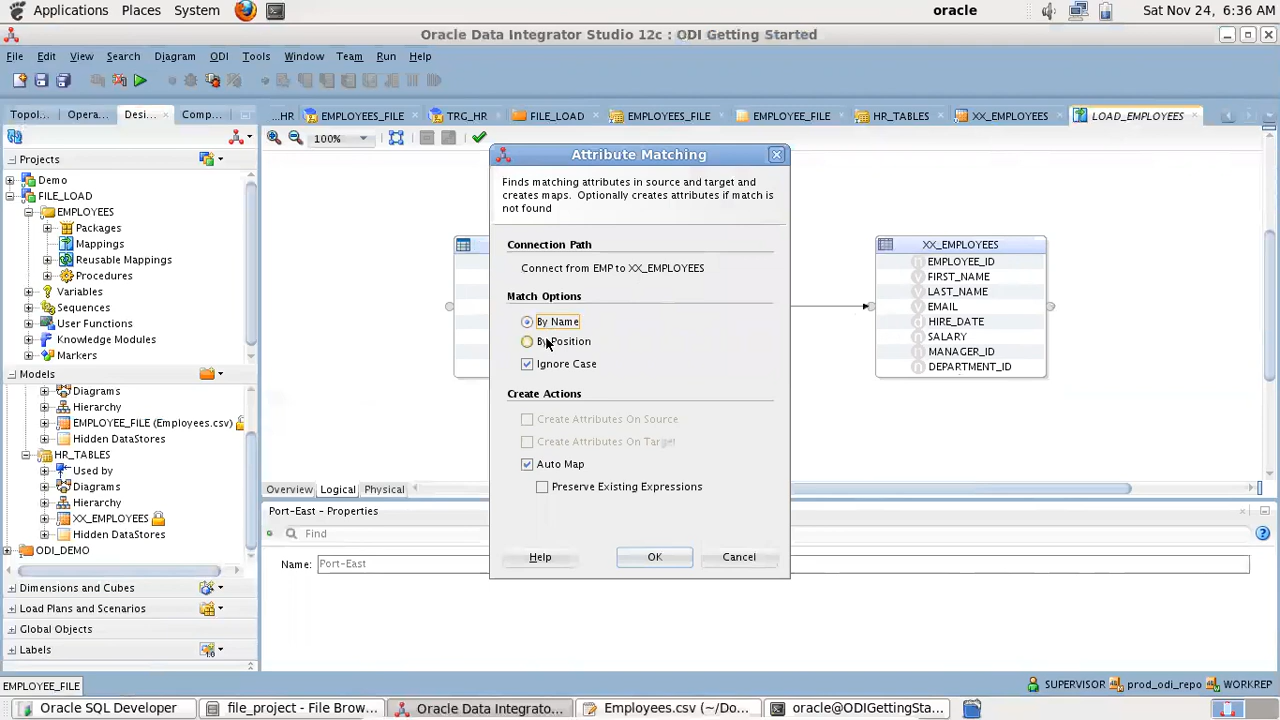 Applications Places System oracle Sat Nov 24, 6:36 AM
Oracle Data Integrator Studio 12c : ODI Getting Started
File Edit View Search Diagram ODI Tools Window Team Run Help
Topol... Opera... Desi... Comp... ...HR EMPLOYEES_FILE TRG_HR FILE_LOAD EMPLOYEES_FILE EMPLOYEE_FILE HR_TABLES XX_EMPLOYEES LOAD_EMPLOYEES
100%
Projects
Demo
FILE_LOAD
EMPLOYEES
Packages
Mappings
Reusable Mappings
Procedures
Variables
Sequences
User Functions
Knowledge Modules
Markers
Models
Diagrams
Hierarchy
EMPLOYEE_FILE (Employees.csv)
Hidden DataStores
HR_TABLES
Used by
Diagrams
Hierarchy
XX_EMPLOYEES
Hidden DataStores
ODI_DEMO
Dimensions and Cubes
Load Plans and Scenarios
Global Objects
Labels
EMPLOYEE_FILE
Attribute Matching
Finds matching attributes in source and target and
creates maps. Optionally creates attributes if match is
not found
Connection Path
Connect from EMP to XX_EMPLOYEES
Match Options
By Name
By Position
Ignore Case
Create Actions
Create Attributes On Source
Create Attributes On Target
Auto Map
Preserve Existing Expressions
Help OK Cancel
XX_EMPLOYEES
EMPLOYEE_ID
FIRST_NAME
LAST_NAME
EMAIL
HIRE_DATE
SALARY
MANAGER_ID
DEPARTMENT_ID
Overview Logical Physical
Port-East - Properties
Find
Name: Port-East
SUPERVISOR prod_odi_repo WORKREP
Oracle SQL Developer file_project - File Brow... Oracle Data Integrato... Employees.csv (~/Do... oracle@ODIGettingSta...